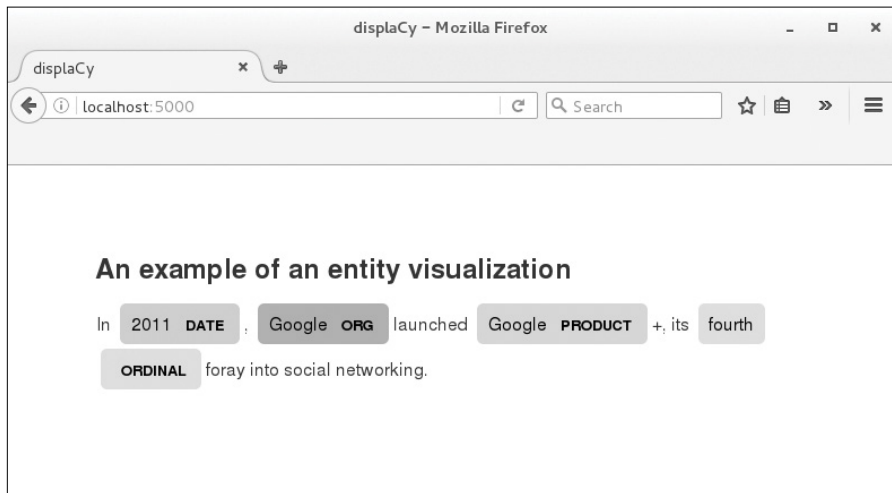 displaCy – Mozilla Firefox
displaCy
localhost:5000
Search
An example of an entity visualization
In 2011 DATE , Google ORG launched Google PRODUCT +, its fourth
ORDINAL foray into social networking.